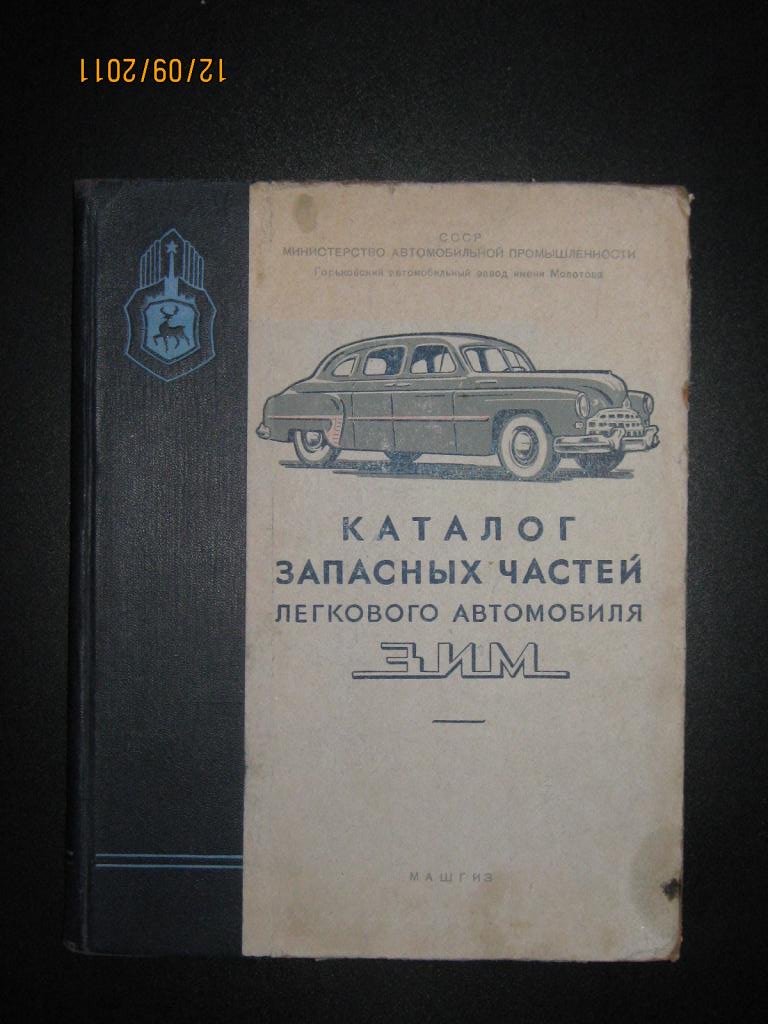 12/09/2011
СССР
МИНИСТЕРСТВО АВТОМОБИЛЬНОЙ ПРОМЫШЛЕННОСТИ
Горьковский автомобильный завод имени Молотова
КАТАЛОГ
ЗАПАСНЫХ ЧАСТЕЙ
ЛЕГКОВОГО АВТОМОБИЛЯ
ЗИМ
МАШГИЗ